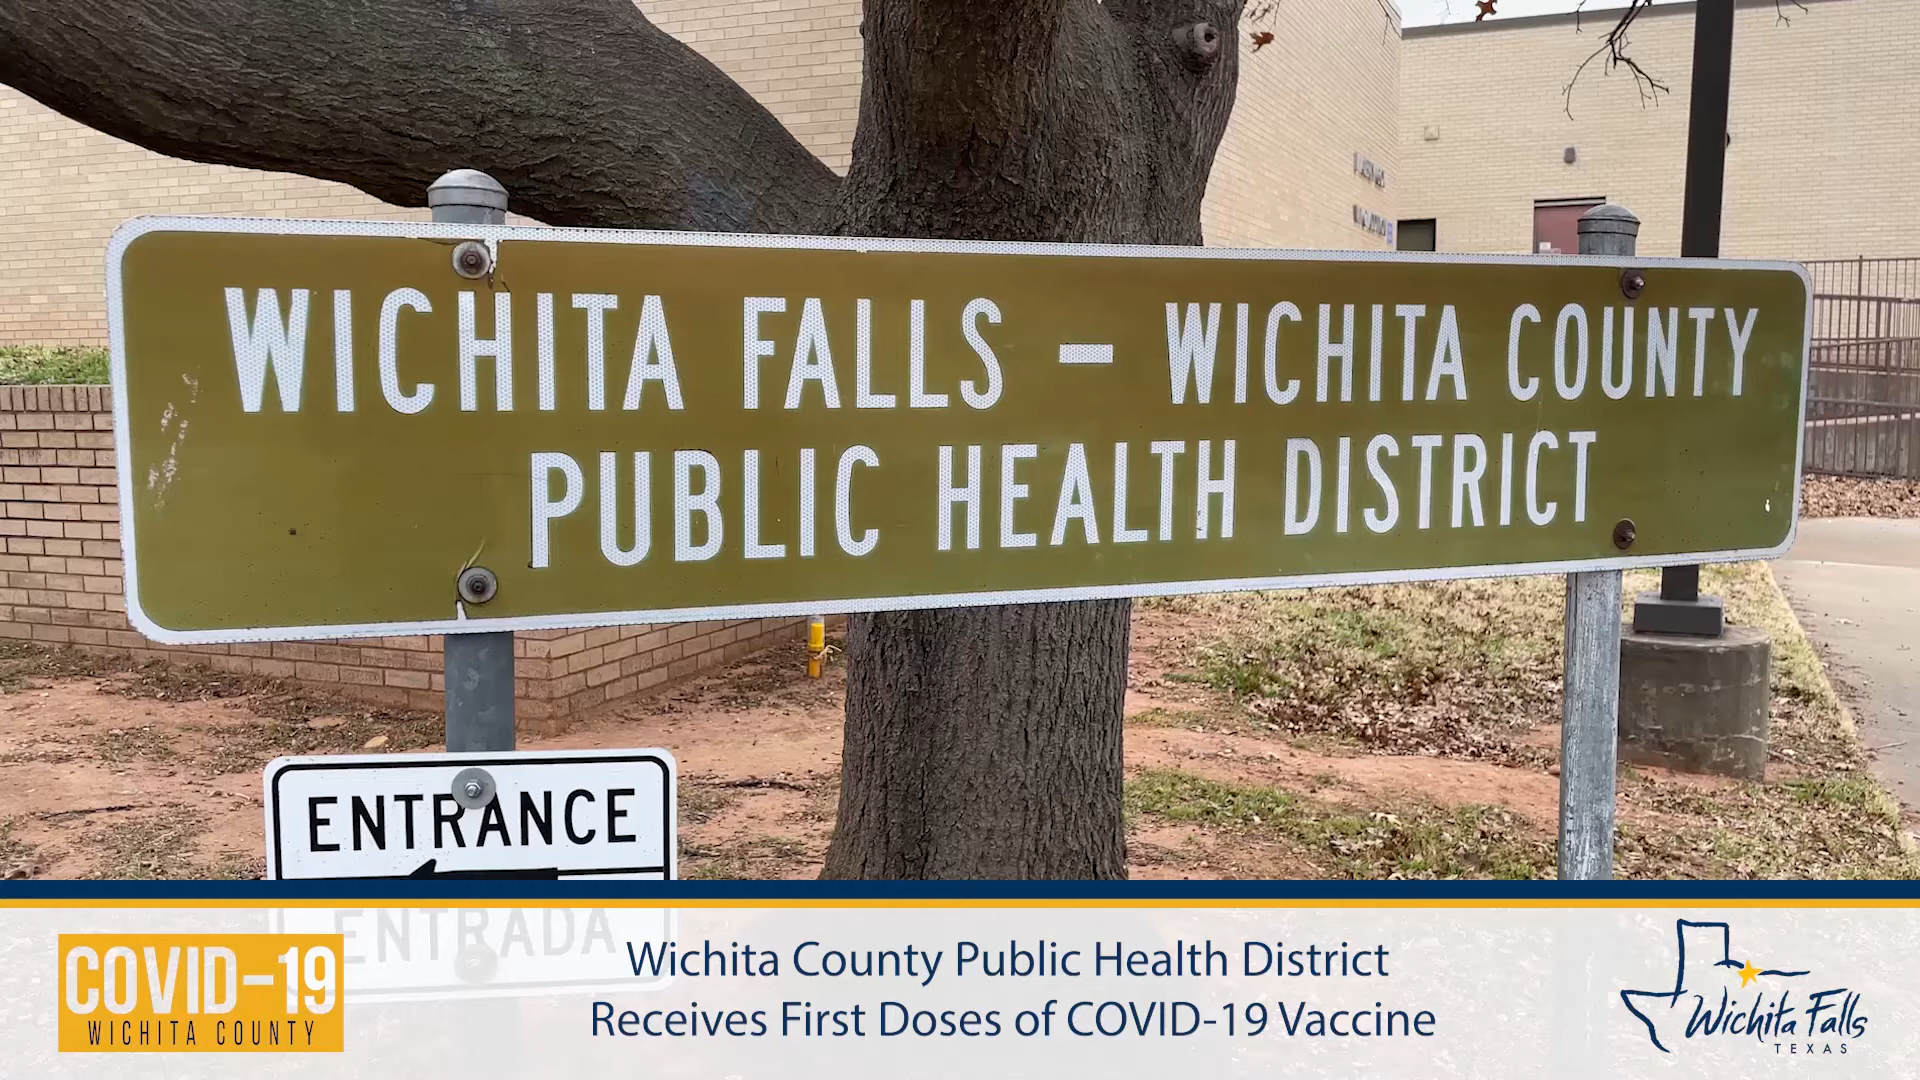 WICHITA FALLS - WICHITA COUNTY
PUBLIC HEALTH DISTRICT
ENTRANCE
ENTRADA
COVID-19
WICHITA COUNTY
Wichita County Public Health District
Receives First Doses of COVID-19 Vaccine
Wichita Falls
TEXAS